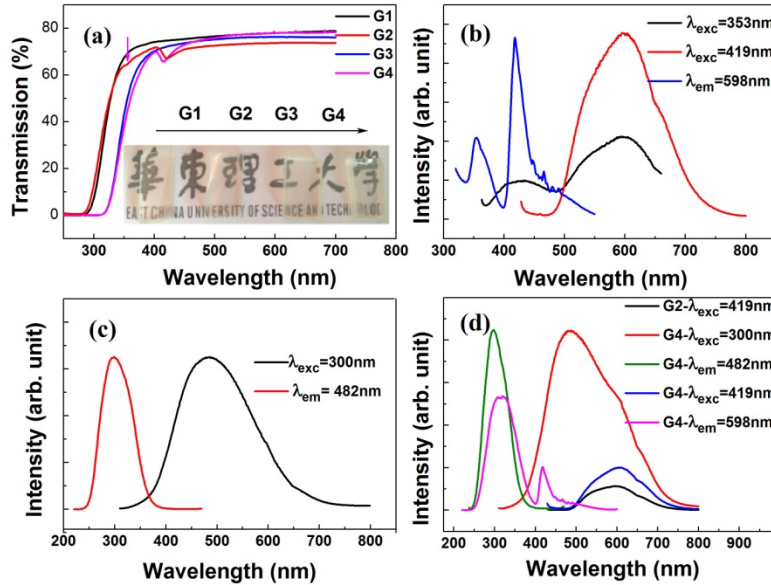 (a)
G1
G2
G3
G4
G1 G2 G3 G4
華東理工大學
EAST CHINA UNIVERSITY OF SCIENCE AN TECH
Transmission (%)
80
60
40
20
0
250 300 400 500 600 700 800
Wavelength (nm)
(b)
λexc=353nm
λexc=419nm
λem=598nm
Intensity (arb. unit)
300 400 500 600 700 800
Wavelength (nm)
(c)
λexc=300nm
λem= 482nm
Intensity (arb. unit)
200 300 400 500 600 700 800
Wavelength (nm)
(d)
G2-λexc=419nm
G4-λexc=300nm
G4-λem=482nm
G4-λexc=419nm
G4-λem=598nm
Intensity (arb. unit)
200 300 400 500 600 700 800 900
Wavelength (nm)